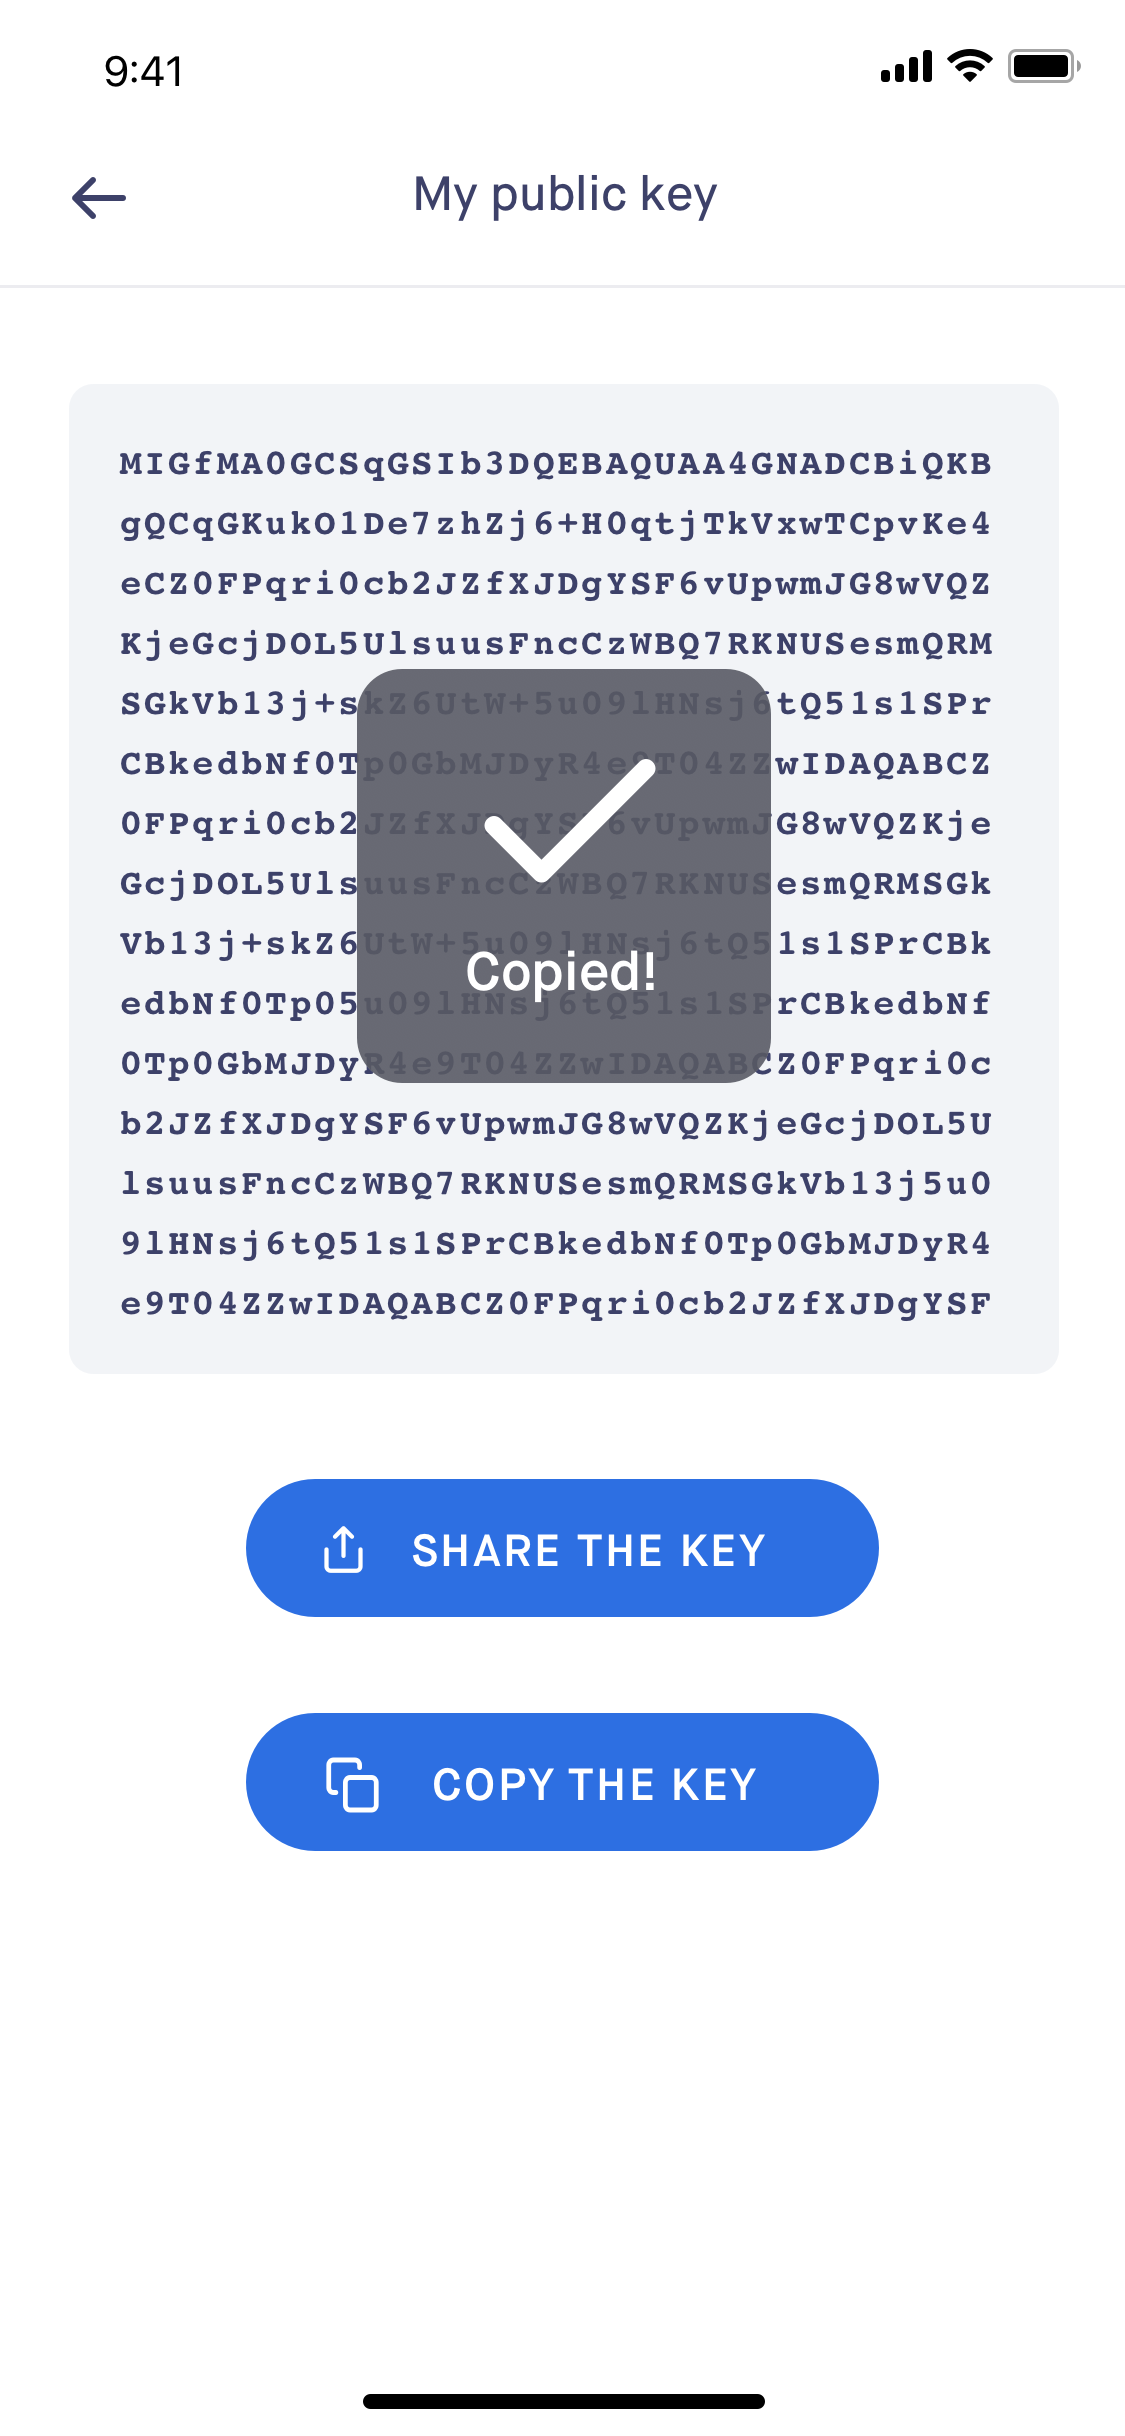 9:41
My public key
MIGfMA0GCSqGSIb3DQEBAQUAA4GNADCBiQKB
gQCqGKukO1De7zhZj6+H0qtjTkVxwTCpvKe4
eCZ0FPqri0cb2JZfXJDgYSF6vUpwmJG8wVQZ
KjeGcjDOL5UlsuusFncCzWBQ7RKNUSesmQRM
SGkVb13j+skZ6UtW+5u09lHNsj6tQ51s1SPr
CBkedbNf0Tp0GbMJDyR4e9T04ZZwIDAQABCZ
0FPqri0cb2JZfXJDgYSF6vUpwmJG8wVQZKje
GcjDOL5UlsuusFncCzWBQ7RKNUSesmQRMSGk
Vb13j+skZ6UtW+5u09lHNsj6tQ51s1SPrCBk
edbNf0Tp05u09lHNsj6tQ51s1SPrCBkedbNf
0Tp0GbMJDyR4e9T04ZZwIDAQABCZ0FPqri0c
b2JZfXJDgYSF6vUpwmJG8wVQZKjeGcjDOL5U
lsuusFncCzWBQ7RKNUSesmQRMSGkVb13j5u0
9lHNsj6tQ51s1SPrCBkedbNf0Tp0GbMJDyR4
e9T04ZZwIDAQABCZ0FPqri0cb2JZfXJDgYSF
Copied!
SHARE THE KEY
COPY THE KEY